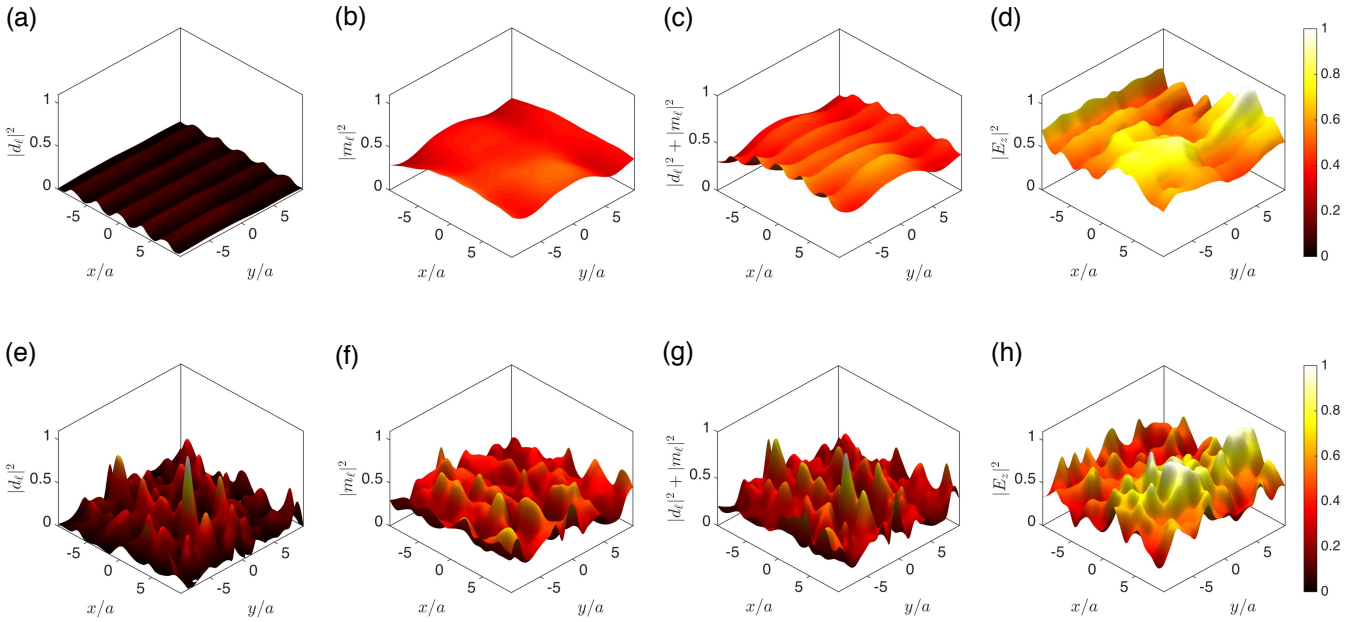 (a) (b) (c) (d)
1 1 1 1 1
0.5 0.5 0.5 0.5 0.8
0 0 0 0 0.6
|d_ℓ|² |m_ℓ|² |d_ℓ|² + |m_ℓ|² |E_z|² 0.4
-5 0 5 -5 0 5 -5 0 5 -5 0 5 0.2
-5 0 5 -5 0 5 -5 0 5 -5 0 5 0
x/a y/a x/a y/a x/a y/a x/a y/a
(e) (f) (g) (h)
1 1 1 1 1
0.5 0.5 0.5 0.5 0.8
0 0 0 0 0.6
|d_ℓ|² |m_ℓ|² |d_ℓ|² + |m_ℓ|² |E_z|² 0.4
-5 0 5 -5 0 5 -5 0 5 -5 0 5 0.2
-5 0 5 -5 0 5 -5 0 5 -5 0 5 0
x/a y/a x/a y/a x/a y/a x/a y/a